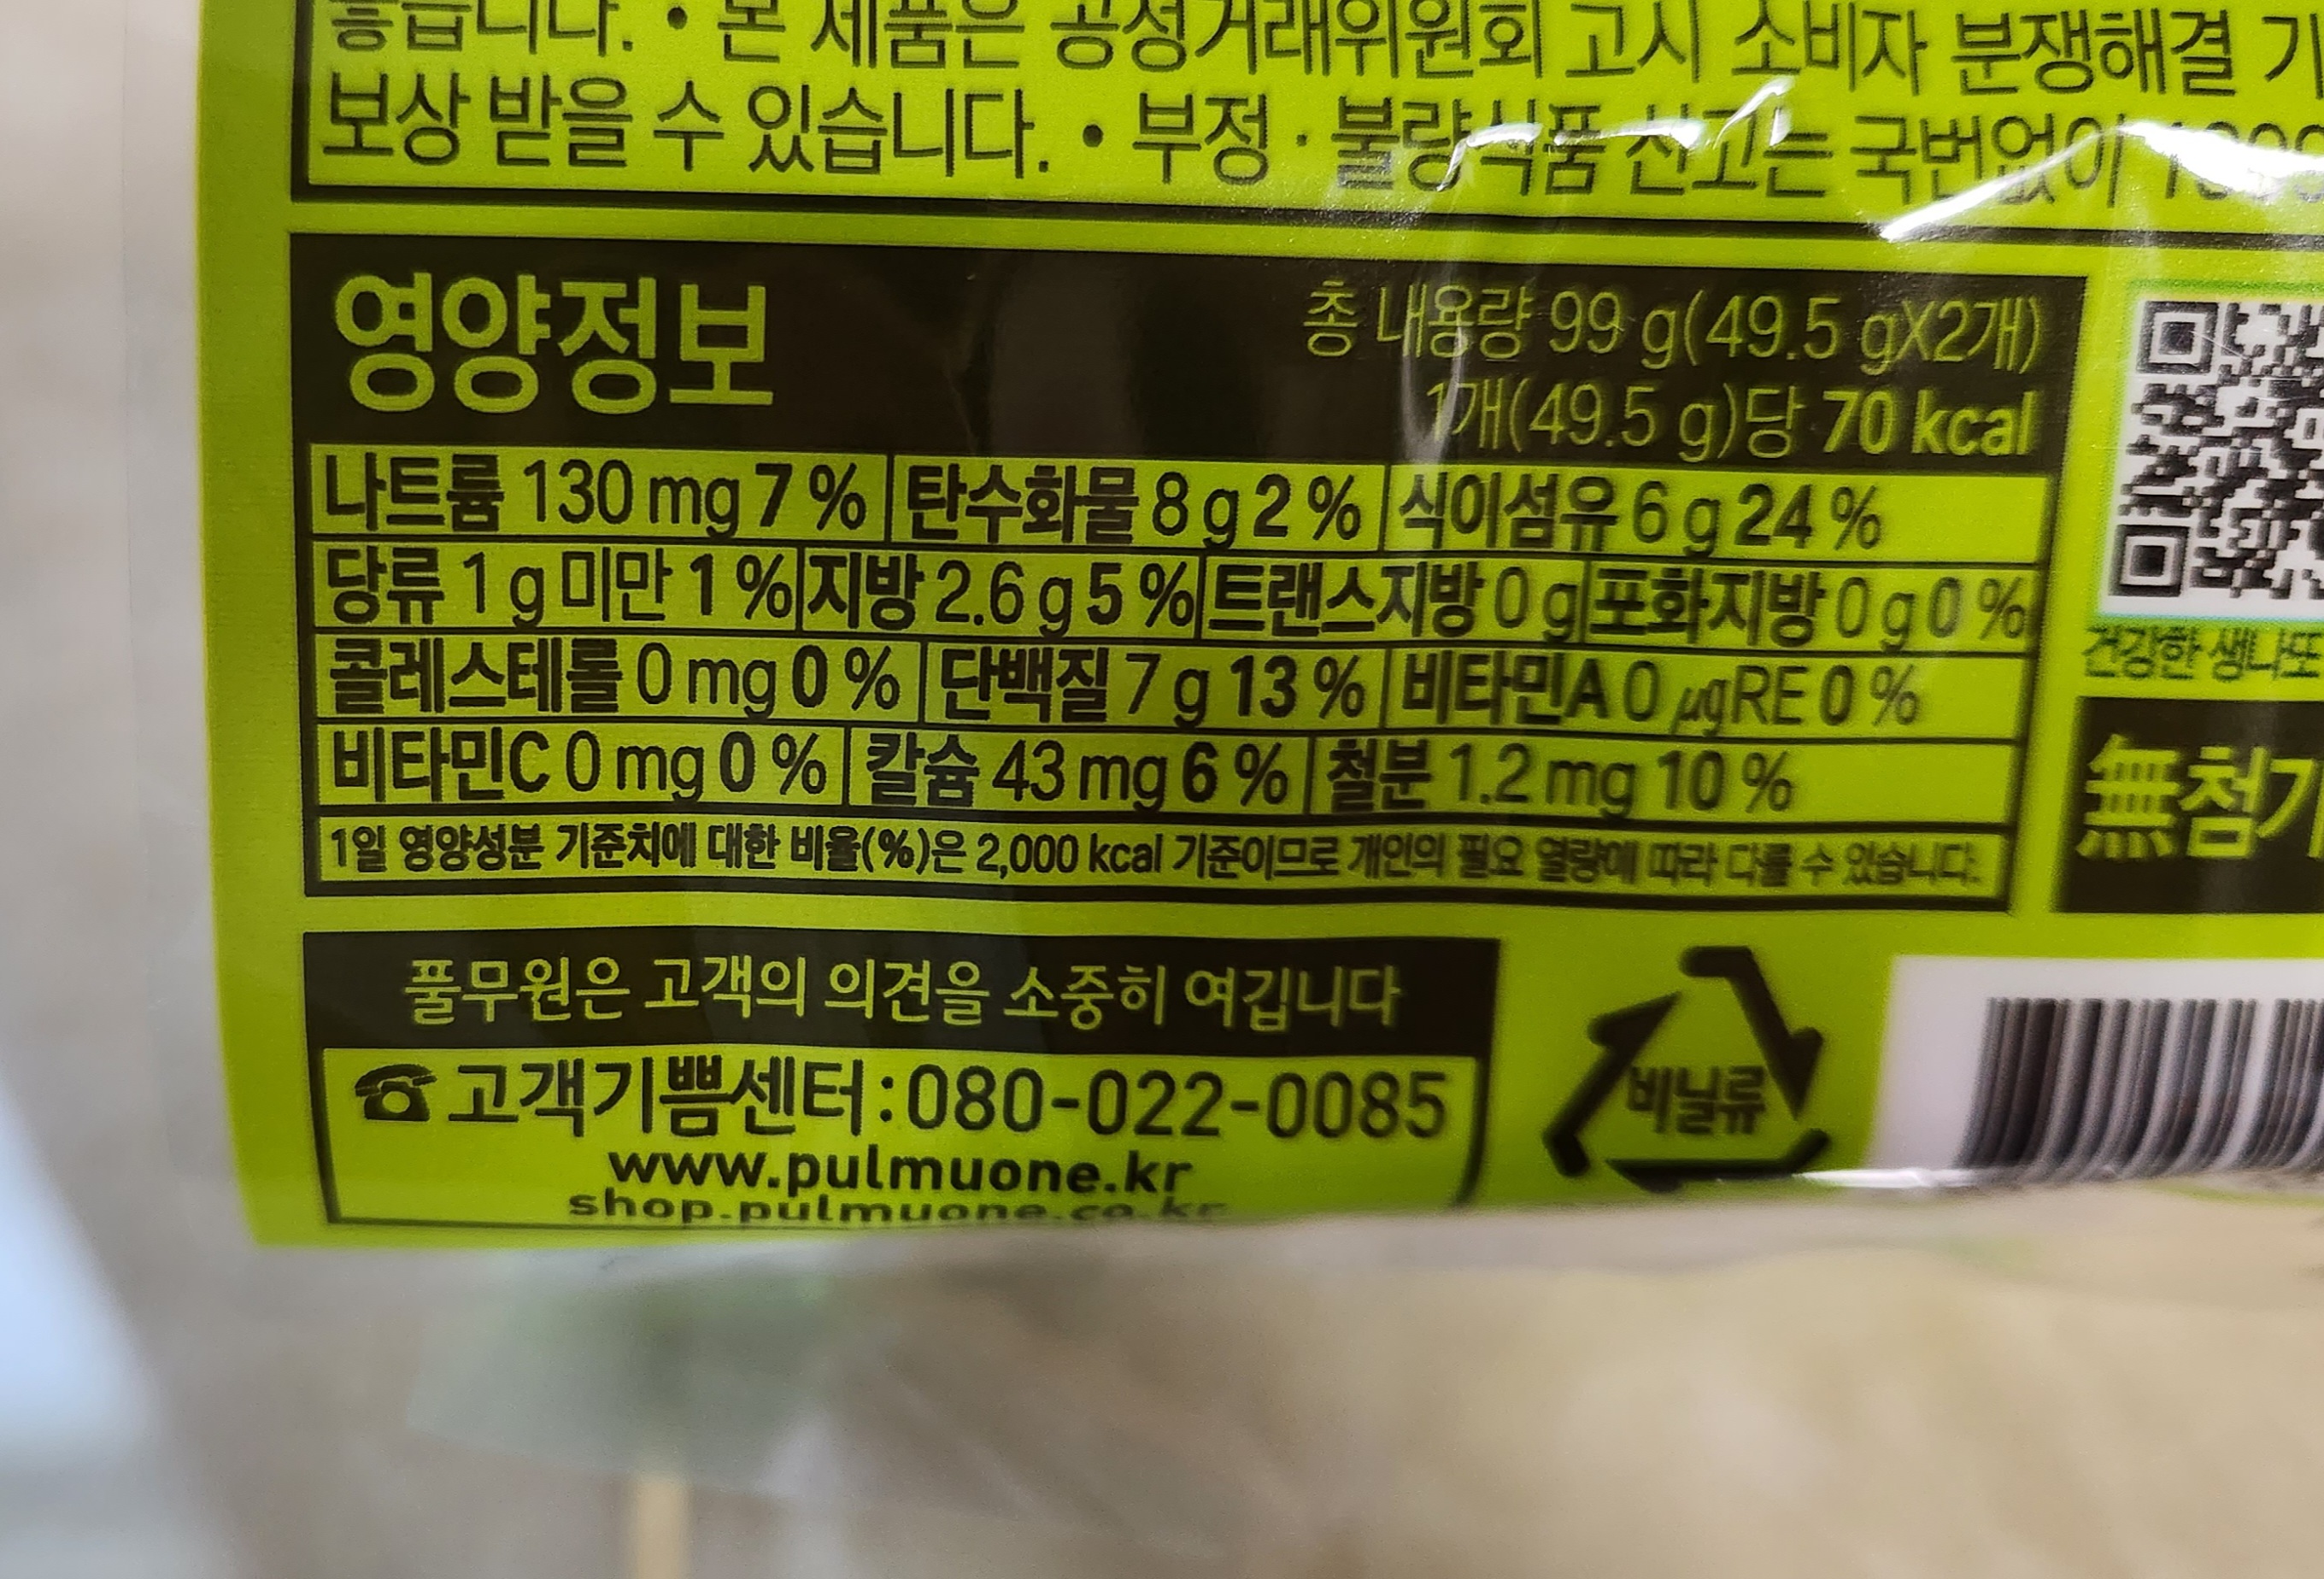 좋습니다. • 본 제품은 공정거래위원회 고시 소비자 분쟁해결
보상 받을 수 있습니다. • 부정 · 불량식품 신고는 국번없이
영양정보
총 내용량 99 g(49.5 gX2개)
1개(49.5 g)당 70 kcal
나트륨 130 mg 7 % 탄수화물 8 g 2 % 식이섬유 6 g 24 %
당류 1 g 미만 1 % 지방 2.6 g 5 % 트랜스지방 0 g 포화지방 0 g 0 %
콜레스테롤 0 mg 0 % 단백질 7 g 13 % 비타민A 0 μgRE 0 %
비타민C 0 mg 0 % 칼슘 43 mg 6 % 철분 1.2 mg 10 %
1일 영양성분 기준치에 대한 비율(%)은 2,000 kcal 기준이므로 개인의 필요 열량에 따라 다를 수 있습니다.
건강한 생나또
無첨가
풀무원은 고객의 의견을 소중히 여깁니다
☎ 고객기쁨센터:080-022-0085
www.pulmuone.kr
shop.pulmuone.co.kr
비닐류